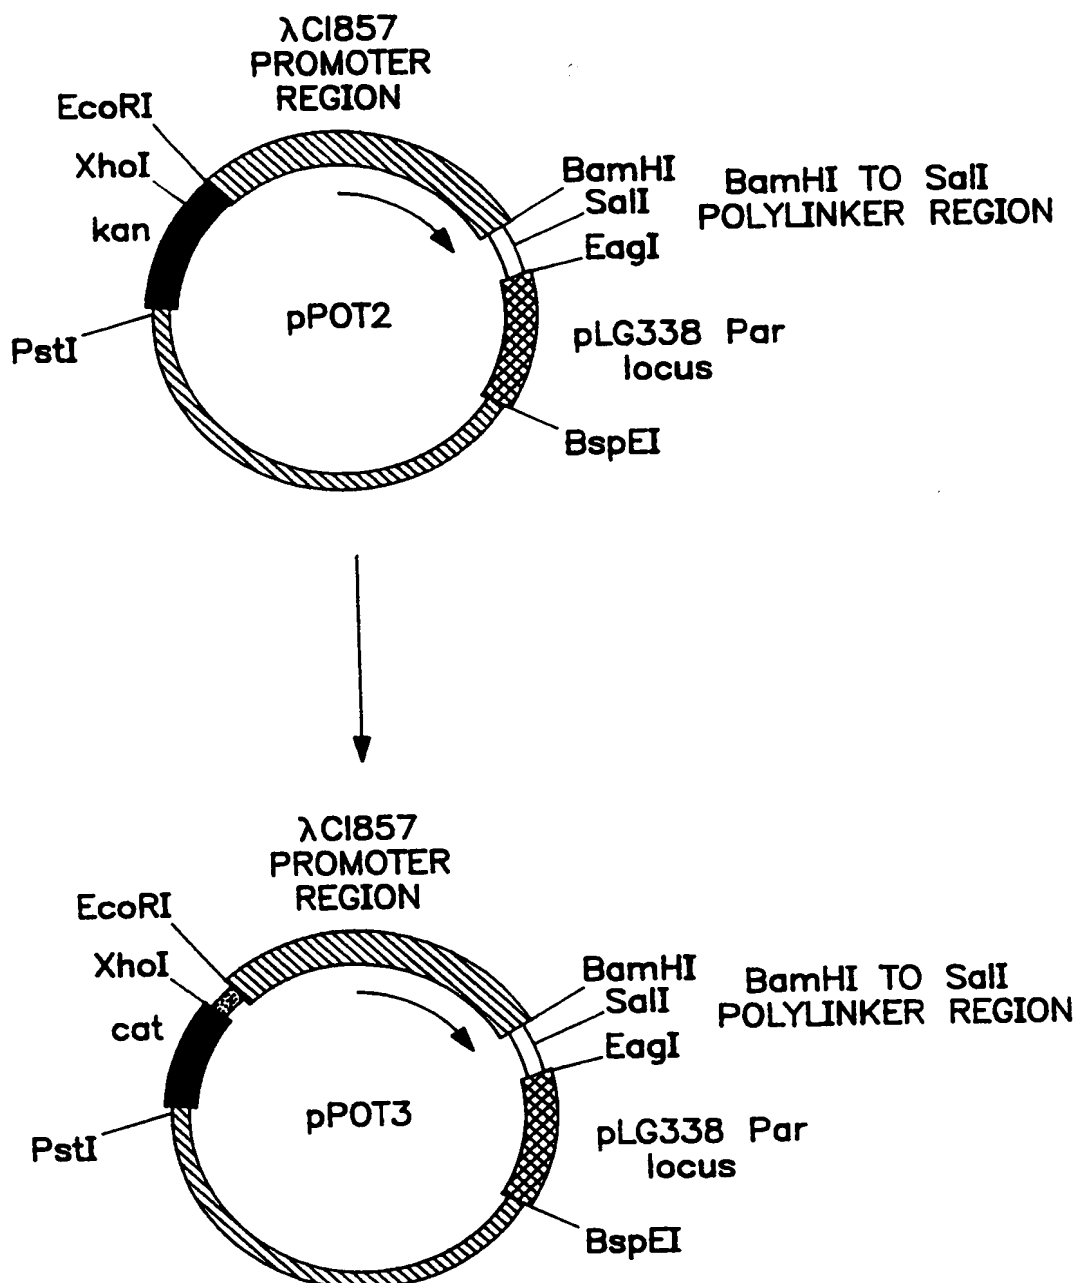 λCI857
PROMOTER
REGION
EcoRI
XhoI
kan
PstI
pPOT2
BamHI
SalI
EagI
BamHI TO SalI
POLYLINKER REGION
pLG338 Par
locus
BspEI
λCI857
PROMOTER
REGION
EcoRI
XhoI
cat
PstI
pPOT3
BamHI
SalI
EagI
BamHI TO SalI
POLYLINKER REGION
pLG338 Par
locus
BspEI